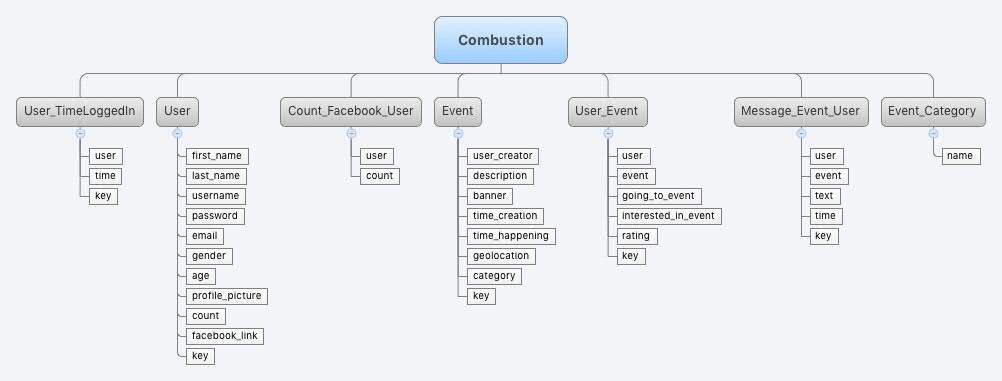 Combustion
User_TimeLoggedIn
user
time
key
User
first_name
last_name
username
password
email
gender
age
profile_picture
count
facebook_link
key
Count_Facebook_User
user
count
Event
user_creator
description
banner
time_creation
time_happening
geolocation
category
key
User_Event
user
event
going_to_event
interested_in_event
rating
key
Message_Event_User
user
event
text
time
key
Event_Category
name